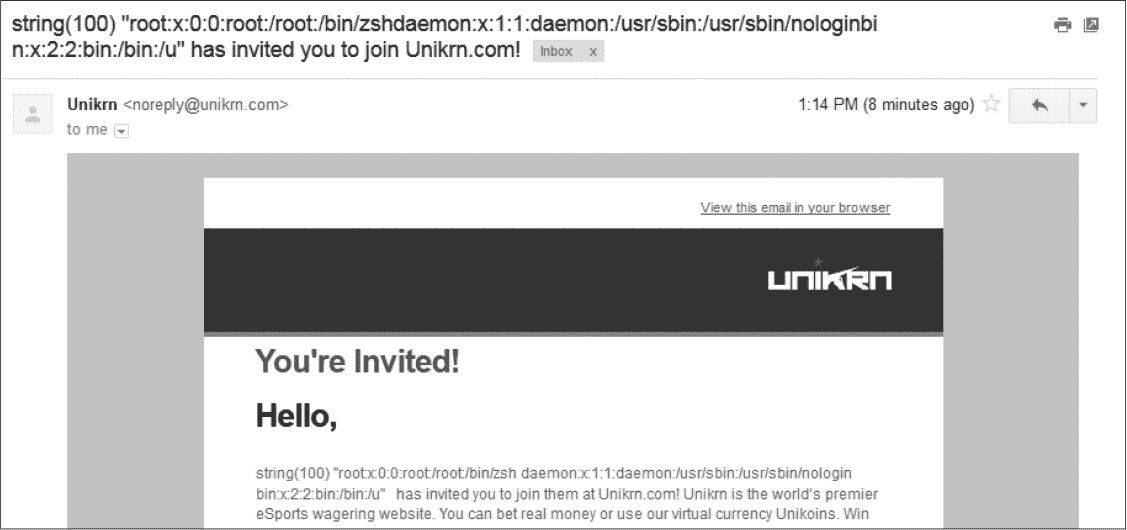 string(100) "root:x:0:0:root:/root:/bin/zshdaemon:x:1:1:daemon:/usr/sbin:/usr/sbin/nologinbi
n:x:2:2:bin:/bin:/u" has invited you to join Unikrn.com! Inbox x
Unikrn <noreply@unikrn.com> 1:14 PM (8 minutes ago)
to me
View this email in your browser
UNIKRN
You're Invited!
Hello,
string(100) "root:x:0:0:root:/root:/bin/zsh daemon:x:1:1:daemon:/usr/sbin:/usr/sbin/nologin
bin:x:2:2:bin:/bin:/u" has invited you to join them at Unikrn.com! Unikrn is the world's premier
eSports wagering website. You can bet real money or use our virtual currency Unikoins. Win